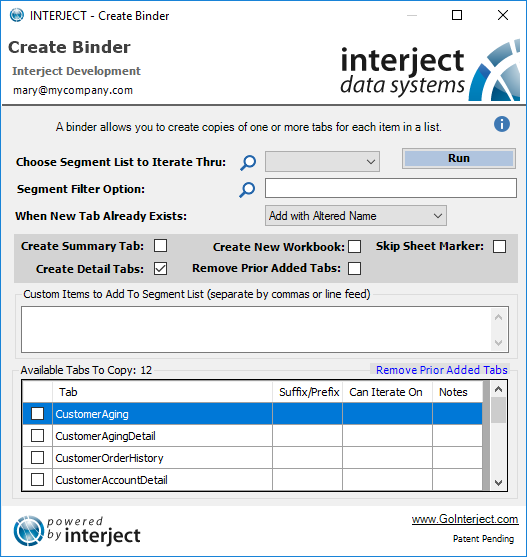 INTERJECT - Create Binder
Create Binder
Interject Development
mary@mycompany.com
interject
data systems
A binder allows you to create copies of one or more tabs for each item in a list.
Choose Segment List to Iterate Thru:
Run
Segment Filter Option:
When New Tab Already Exists:
Add with Altered Name
Create Summary Tab:
Create New Workbook:
Skip Sheet Marker:
Create Detail Tabs:
Remove Prior Added Tabs:
Custom Items to Add To Segment List (separate by commas or line feed)
Available Tabs To Copy: 12
Remove Prior Added Tabs
Tab Suffix/Prefix Can Iterate On Notes
CustomerAging
CustomerAgingDetail
CustomerOrderHistory
CustomerAccountDetail
powered
by interject
www.GoInterject.com
Patent Pending